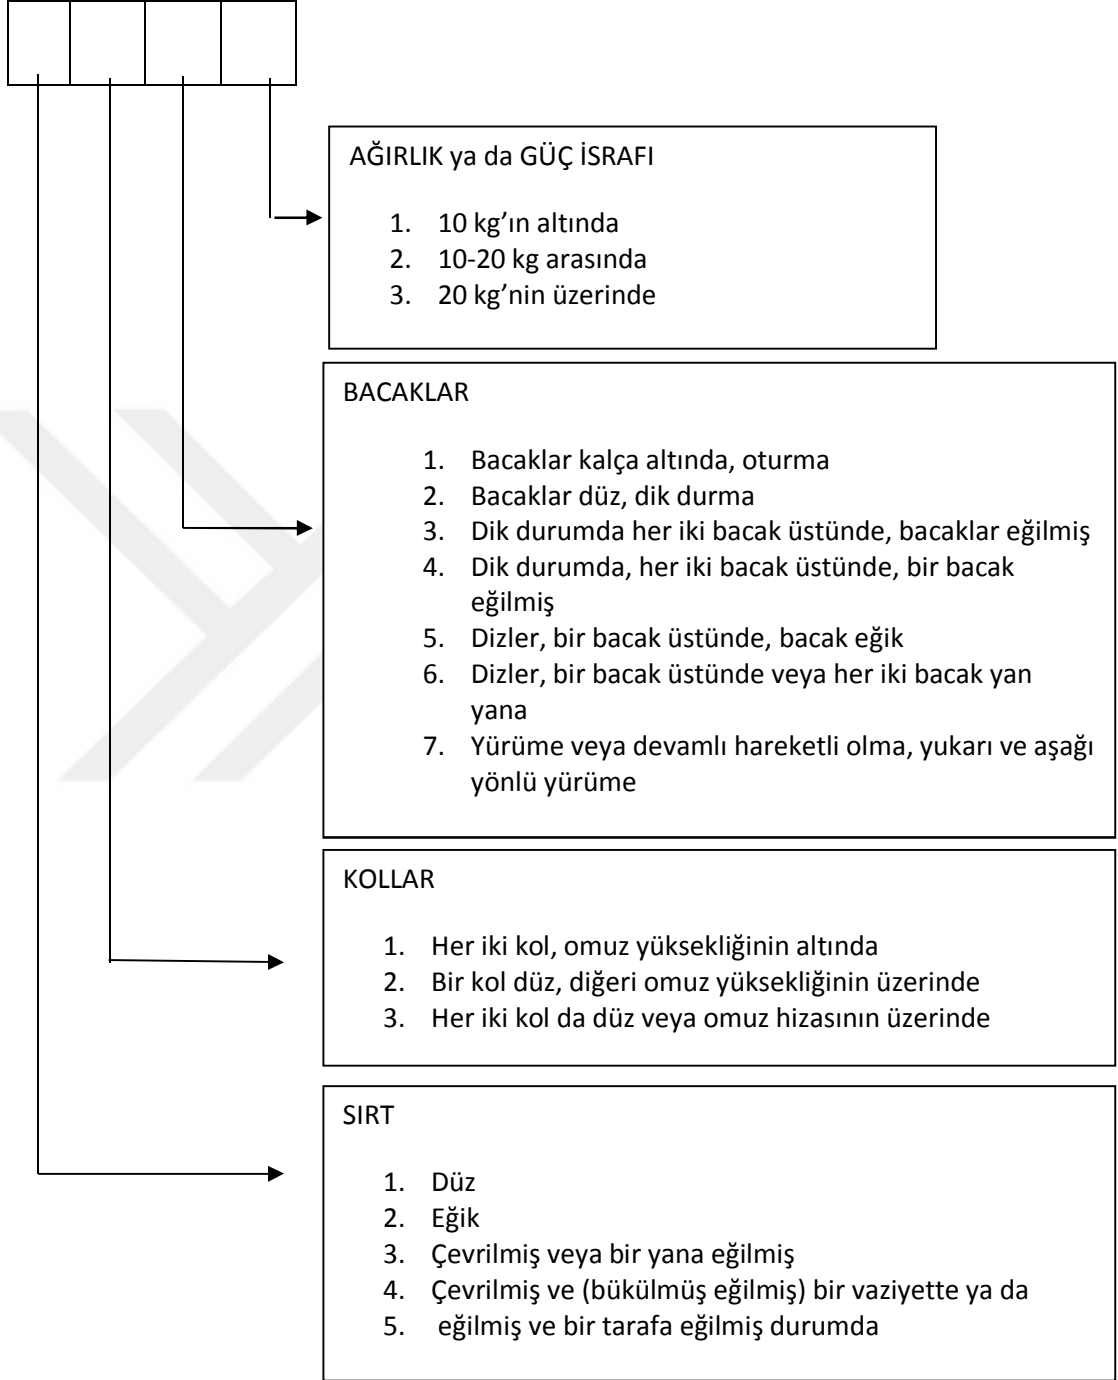 AĞIRLIK ya da GÜÇ İSRAFI
1. 10 kg’ın altında
2. 10-20 kg arasında
3. 20 kg’nin üzerinde
BACAKLAR
1. Bacaklar kalça altında, oturma
2. Bacaklar düz, dik durma
3. Dik durumda her iki bacak üstünde, bacaklar eğilmiş
4. Dik durumda, her iki bacak üstünde, bir bacak
eğilmiş
5. Dizler, bir bacak üstünde, bacak eğik
6. Dizler, bir bacak üstünde veya her iki bacak yan
yana
7. Yürüme veya devamlı hareketli olma, yukarı ve aşağı
yönlü yürüme
KOLLAR
1. Her iki kol, omuz yüksekliğinin altında
2. Bir kol düz, diğeri omuz yüksekliğinin üzerinde
3. Her iki kol da düz veya omuz hizasının üzerinde
SIRT
1. Düz
2. Eğik
3. Çevrilmiş veya bir yana eğilmiş
4. Çevrilmiş ve (bükülmüş eğilmiş) bir vaziyette ya da
5. eğilmiş ve bir tarafa eğilmiş durumda